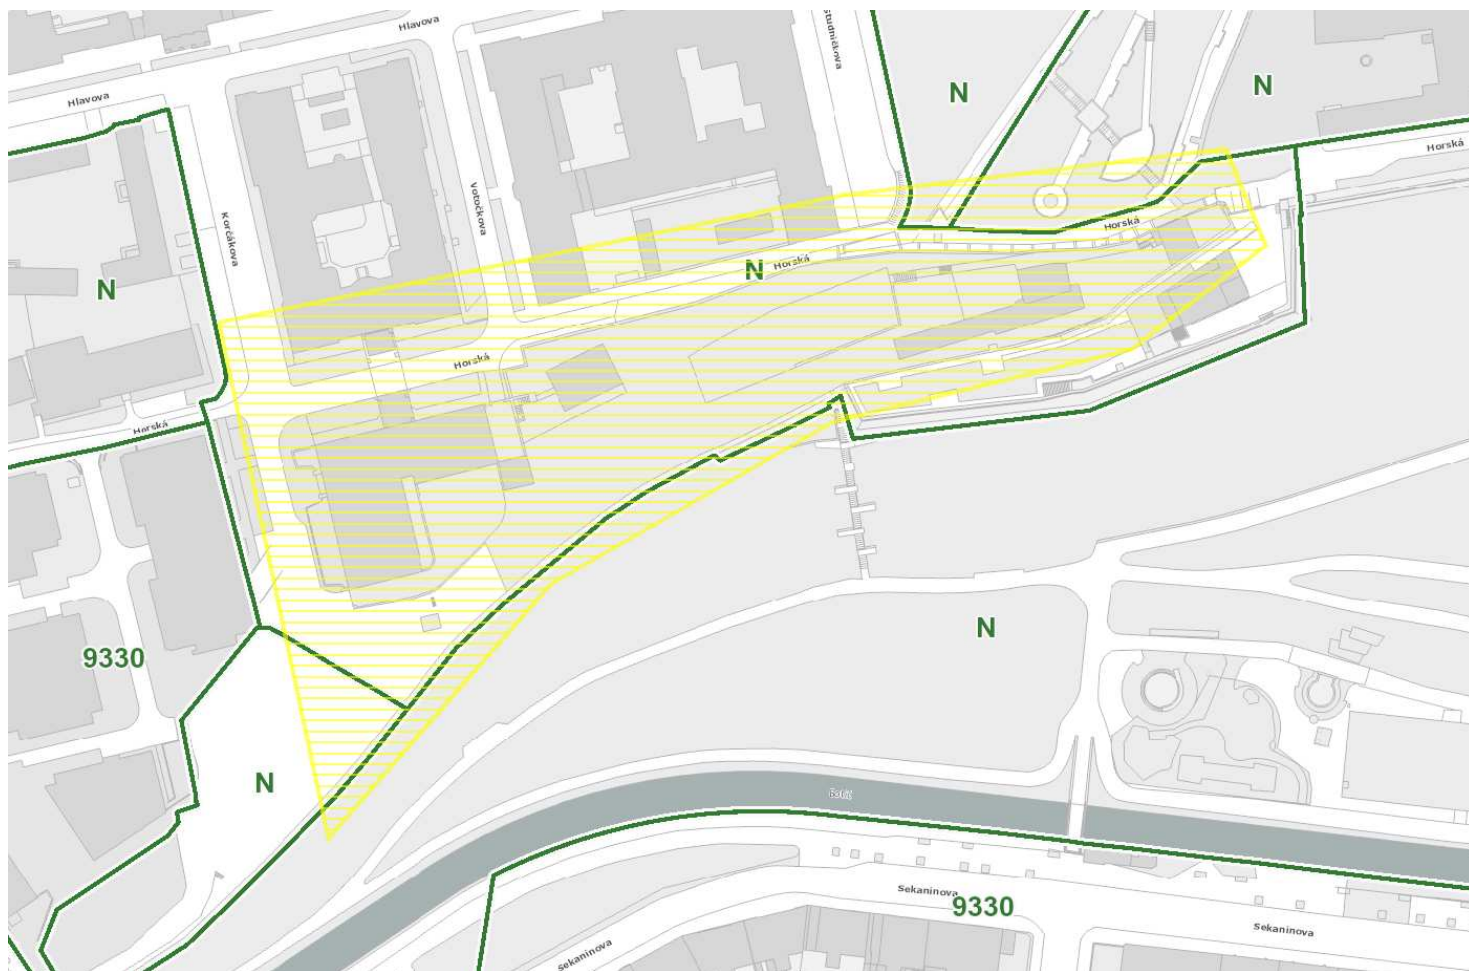 Hlavova
Studničkova
Hlavova
N
N
Horská
Korčákova
Votočkova
Horská
N
Horská
N
Horská
Horská
N
9330
N
Botič
Sekaninova
9330
Sekaninova
Sekaninova